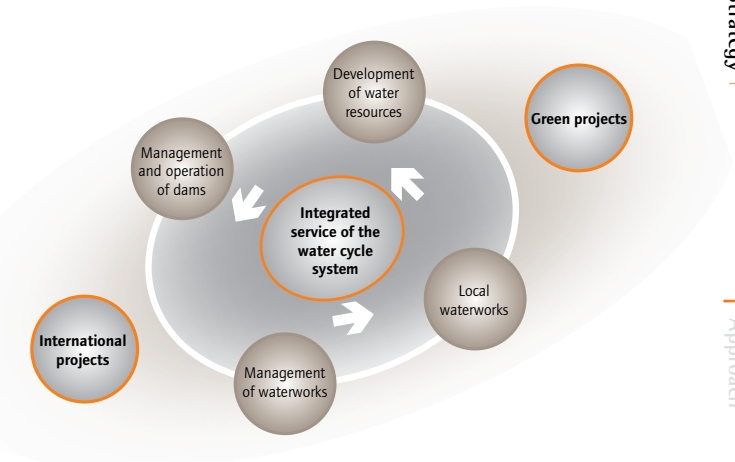 Development
of water
resources
Green projects
Management
and operation
of dams
Integrated
service of the
water cycle
system
Local
waterworks
International
projects
Management
of waterworks
Approach